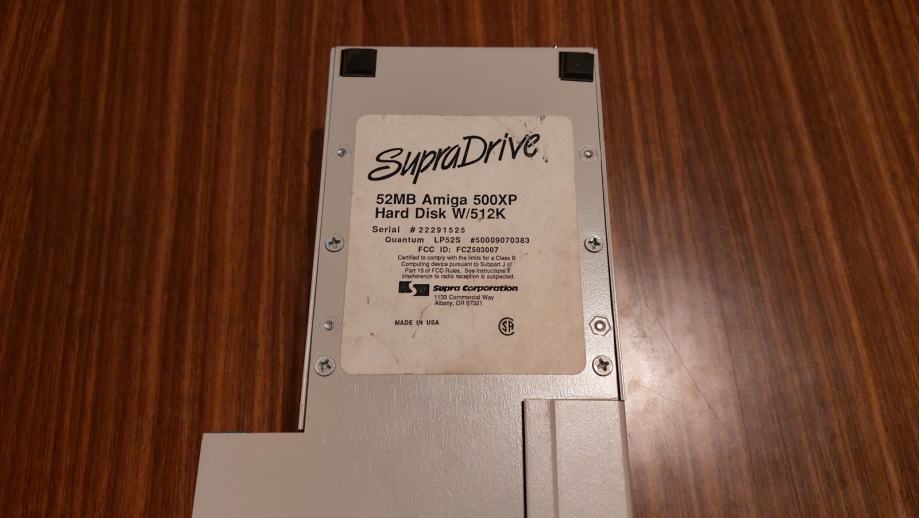 SupraDrive
52MB Amiga 500XP
Hard Disk W/512K
Serial #22291525
Quantum LP52S #50009070383
FCC ID: FCZ503007
Certified to comply with the limits for a Class B
Computing device pursuant to Subpart J of
Part 15 of FCC Rules. See instructions if
interference to radio reception is suspected.
Supra Corporation
1133 Commercial Way
Albany, OR 97321
MADE IN USA
SA